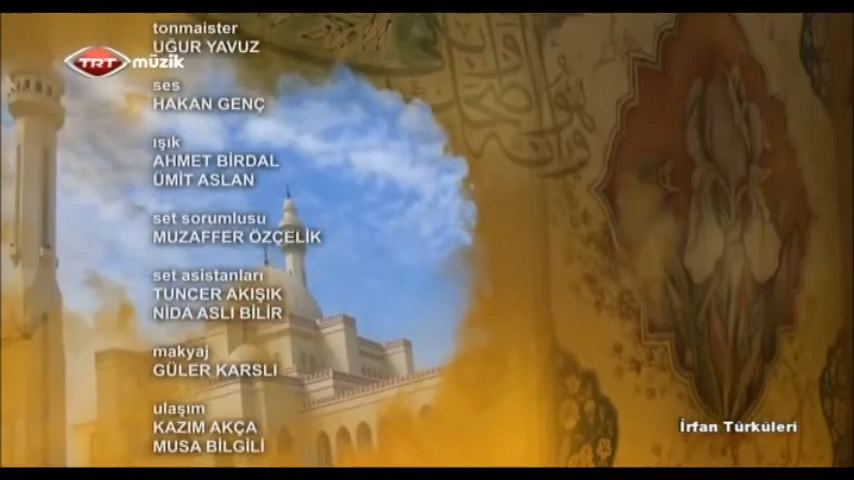 tonmaister
UĞUR YAVUZ
TRT müzik
ses
HAKAN GENÇ
ışık
AHMET BİRDAL
ÜMİT ASLAN
set sorumlusu
MUZAFFER ÖZÇELİK
set asistanları
TUNCER AKIŞIK
NİDA ASLI BİLİR
makyaj
GÜLER KARSLI
ulaşım
KAZIM AKÇA
MUSA BİLGİLİ
İrfan Türküleri